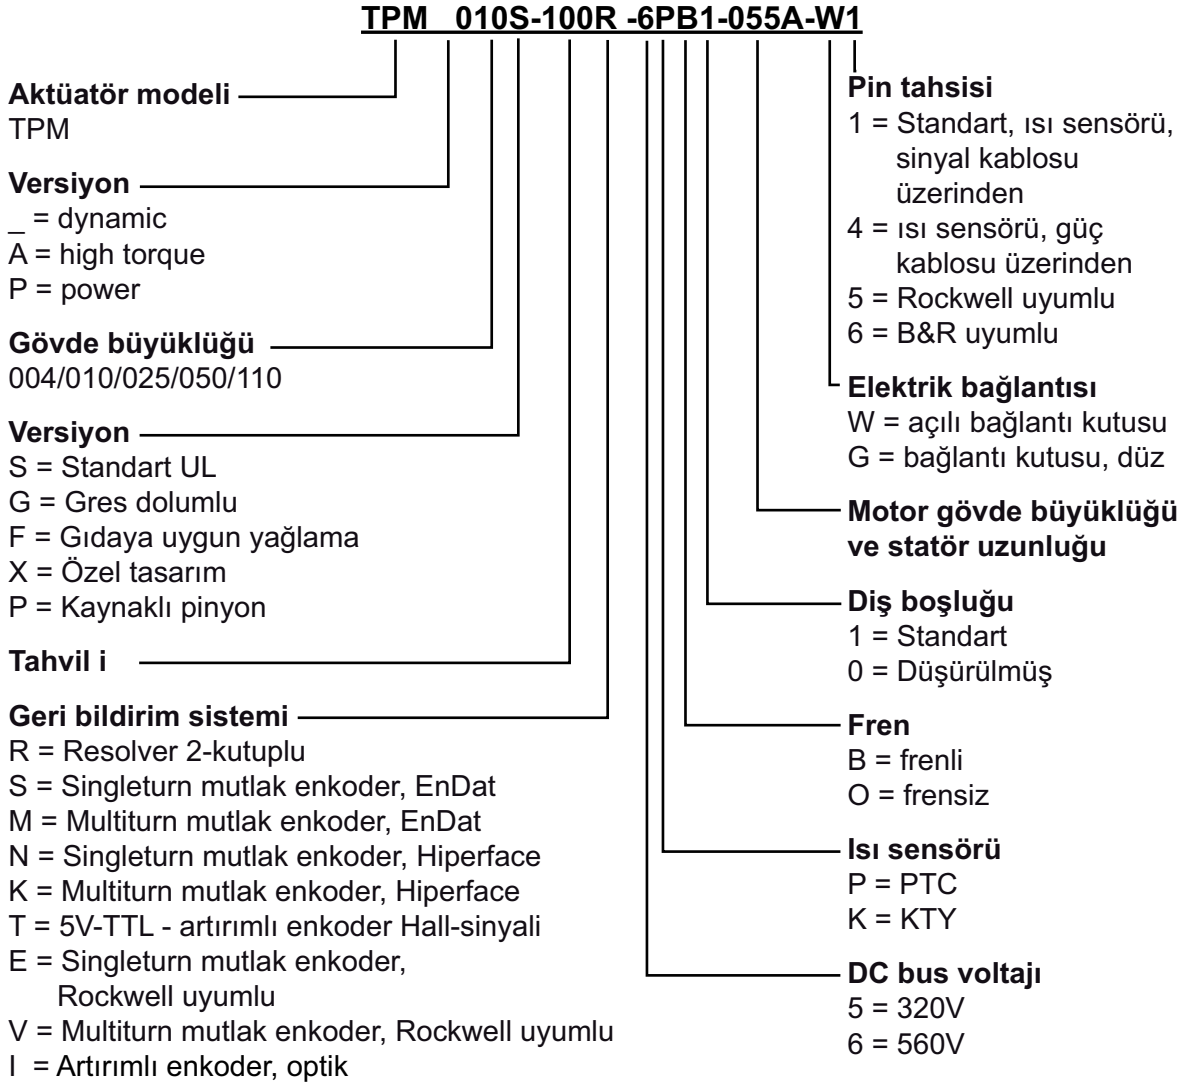 TPM 010S-100R -6PB1-055A-W1
Aktüatör modeli
TPM
Versiyon
_ = dynamic
A = high torque
P = power
Gövde büyüklüğü
004/010/025/050/110
Versiyon
S = Standart UL
G = Gres dolumlu
F = Gıdaya uygun yağlama
X = Özel tasarım
P = Kaynaklı pinyon
Tahvil i
Geri bildirim sistemi
R = Resolver 2-kutuplu
S = Singleturn mutlak enkoder, EnDat
M = Multiturn mutlak enkoder, EnDat
N = Singleturn mutlak enkoder, Hiperface
K = Multiturn mutlak enkoder, Hiperface
T = 5V-TTL - artırımlı enkoder Hall-sinyali
E = Singleturn mutlak enkoder,
Rockwell uyumlu
V = Multiturn mutlak enkoder, Rockwell uyumlu
I = Artırımlı enkoder, optik
Pin tahsisi
1 = Standart, ısı sensörü,
sinyal kablosu
üzerinden
4 = ısı sensörü, güç
kablosu üzerinden
5 = Rockwell uyumlu
6 = B&R uyumlu
Elektrik bağlantısı
W = açılı bağlantı kutusu
G = bağlantı kutusu, düz
Motor gövde büyüklüğü
ve statör uzunluğu
Diş boşluğu
1 = Standart
0 = Düşürülmüş
Fren
B = frenli
O = frensiz
Isı sensörü
P = PTC
K = KTY
DC bus voltajı
5 = 320V
6 = 560V